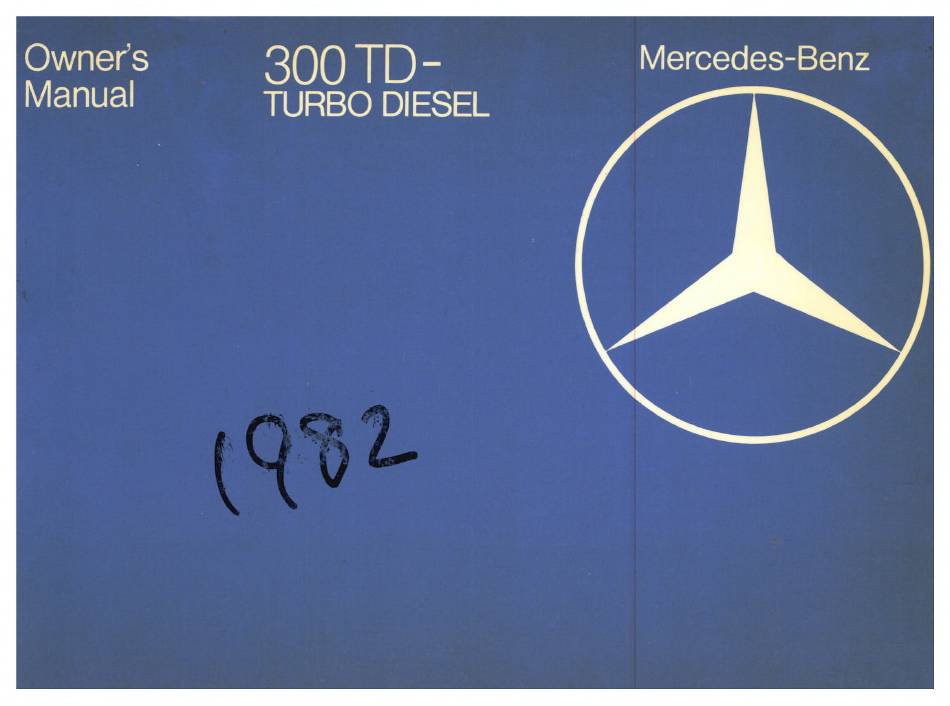 Owner's
Manual
300 TD-
TURBO DIESEL
Mercedes-Benz
1982